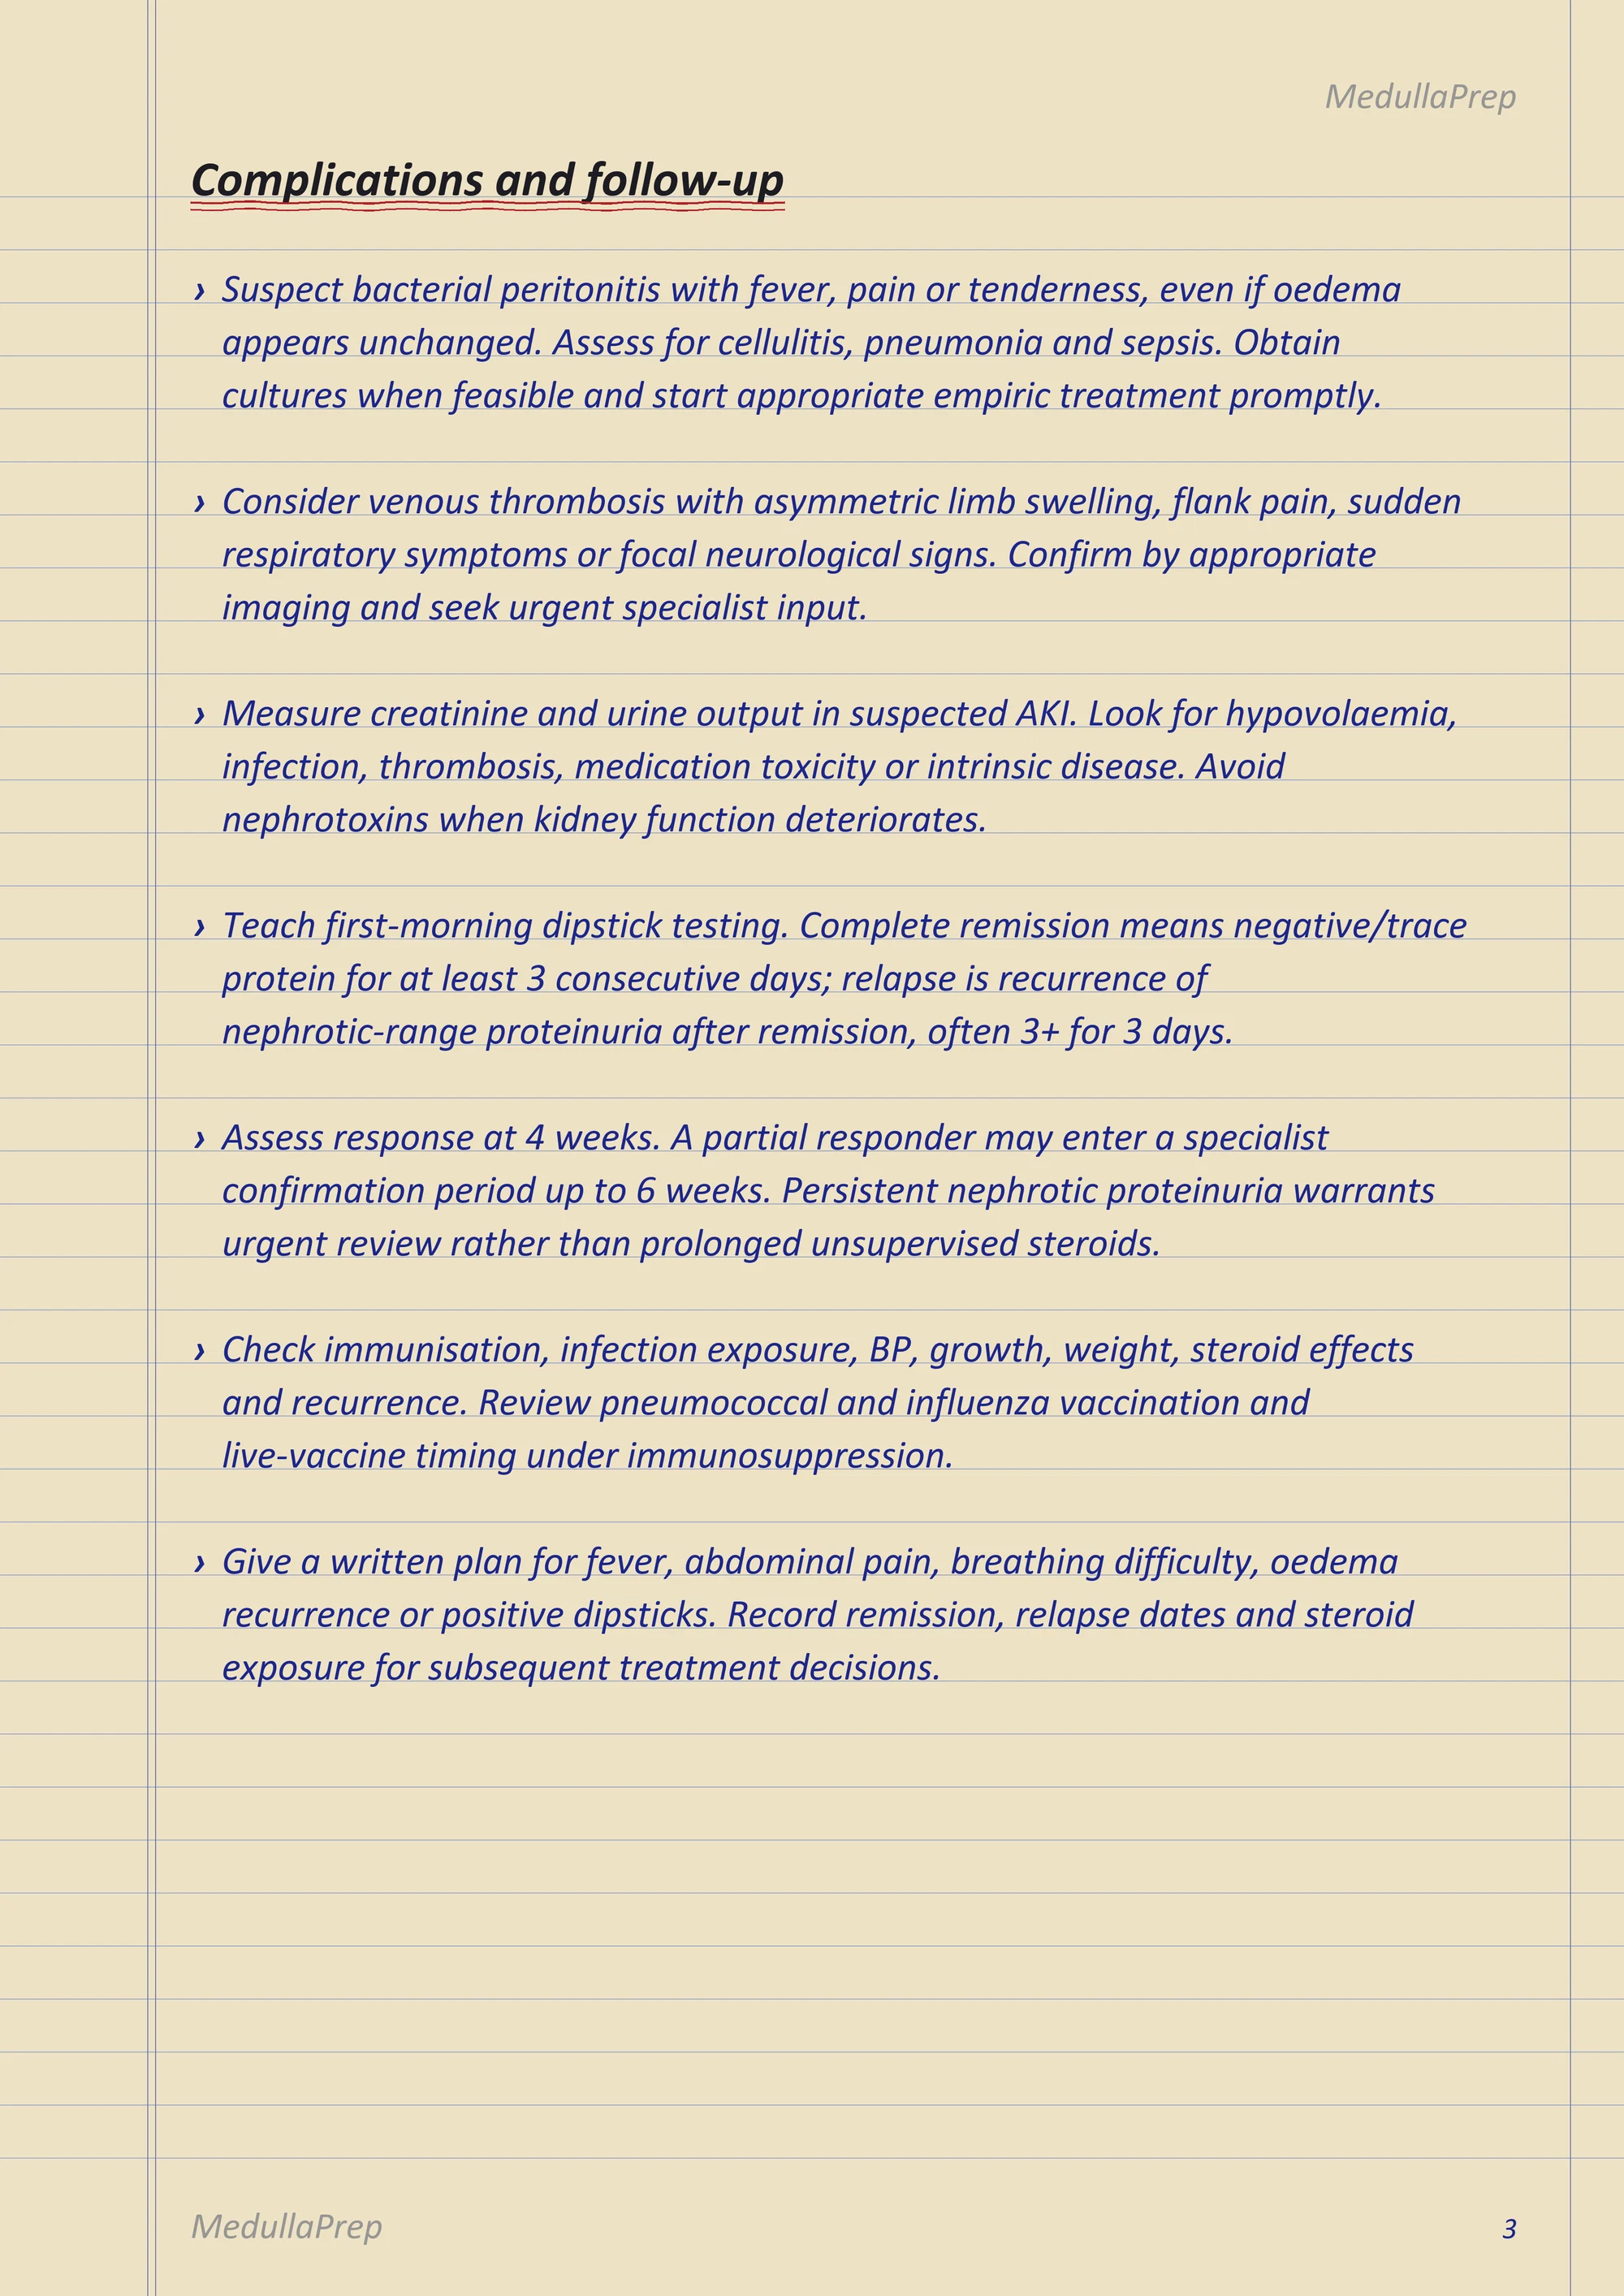 MedullaPrep
Complications and follow-up
› Suspect bacterial peritonitis with fever, pain or tenderness, even if oedema
appears unchanged. Assess for cellulitis, pneumonia and sepsis. Obtain
cultures when feasible and start appropriate empiric treatment promptly.
› Consider venous thrombosis with asymmetric limb swelling, flank pain, sudden
respiratory symptoms or focal neurological signs. Confirm by appropriate
imaging and seek urgent specialist input.
› Measure creatinine and urine output in suspected AKI. Look for hypovolaemia,
infection, thrombosis, medication toxicity or intrinsic disease. Avoid
nephrotoxins when kidney function deteriorates.
› Teach first-morning dipstick testing. Complete remission means negative/trace
protein for at least 3 consecutive days; relapse is recurrence of
nephrotic-range proteinuria after remission, often 3+ for 3 days.
› Assess response at 4 weeks. A partial responder may enter a specialist
confirmation period up to 6 weeks. Persistent nephrotic proteinuria warrants
urgent review rather than prolonged unsupervised steroids.
› Check immunisation, infection exposure, BP, growth, weight, steroid effects
and recurrence. Review pneumococcal and influenza vaccination and
live-vaccine timing under immunosuppression.
› Give a written plan for fever, abdominal pain, breathing difficulty, oedema
recurrence or positive dipsticks. Record remission, relapse dates and steroid
exposure for subsequent treatment decisions.
MedullaPrep
3